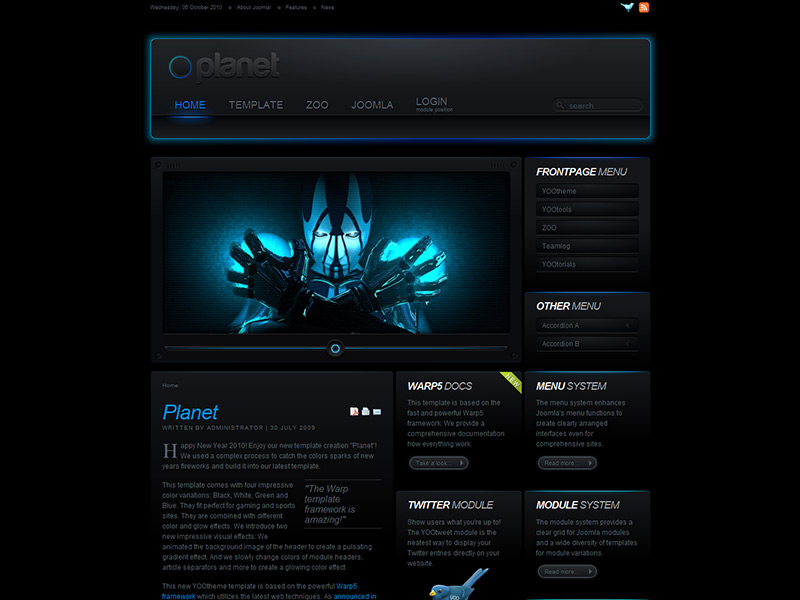 Wednesday, 06 October 2010
About Joomla!
Features
News
planet
HOME
TEMPLATE
ZOO
JOOMLA
LOGIN
module position
search...
FRONTPAGE MENU
YOOtheme
YOOtools
ZOO
Teamlog
YOOtorials
OTHER MENU
Accordion A
Accordion B
Home
Planet
WRITTEN BY ADMINISTRATOR | 30 JULY 2009
Happy New Year 2010! Enjoy our new template creation "Planet"!
We used a complex process to catch the colors sparks of new
years fireworks and build it into our latest template.
This template comes with four impressive
color variations: Black, White, Green and
Blue. They fit perfect for gaming and sports
sites. They are combined with different
color and glow effects. We introduce two
new impressive visual effects: We
animated the background image of the header to create a pulsating
gradient effect. And we slowly change colors of module headers,
article separators and more to create a glowing effect.
"The Warp
template
framework is
amazing!"
This new YOOtheme template is based on the powerful Warp5
framework which utilizes the latest web techniques. As announced in
WARP5 DOCS
NEW
This template is based on the
fast and powerful Warp5
framework. We provide a
comprehensive documentation
how everything work.
Take a look...
MENU SYSTEM
The menu system enhances
Joomla's menu functions to
create clearly arranged
interfaces even for
comprehensive sites.
Read more...
TWITTER MODULE
Show users what you're up to!
The YOOtweet module is the
neatest way to display your
Twitter entries directly on your
website.
YOO
MODULE SYSTEM
The module system provides a
clear grid for Joomla modules
and a wide diversity of templates
for module variations.
Read more...